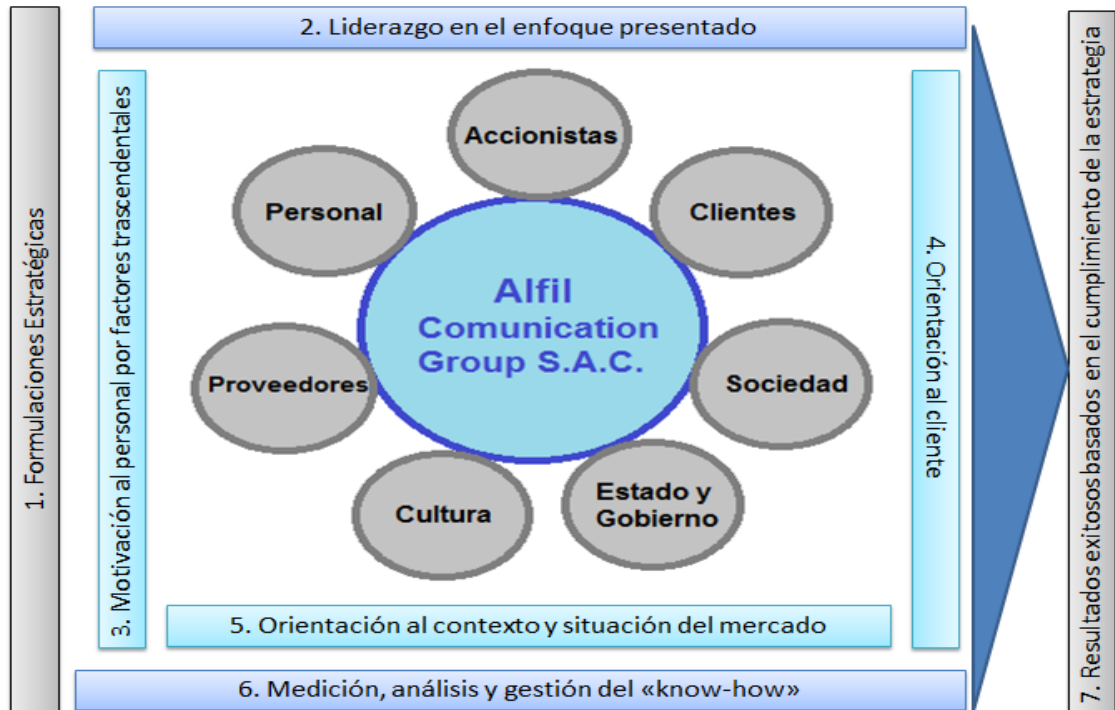 1. Formulaciones Estratégicas
2. Liderazgo en el enfoque presentado
3. Motivación al personal por factores trascendentales
Accionistas
Personal
Clientes
Alfil
Comunication
Group S.A.C.
Proveedores
Sociedad
Cultura
Estado y
Gobierno
4. Orientación al cliente
5. Orientación al contexto y situación del mercado
6. Medición, análisis y gestión del «know-how»
7. Resultados exitosos basados en el cumplimiento de la estrategia